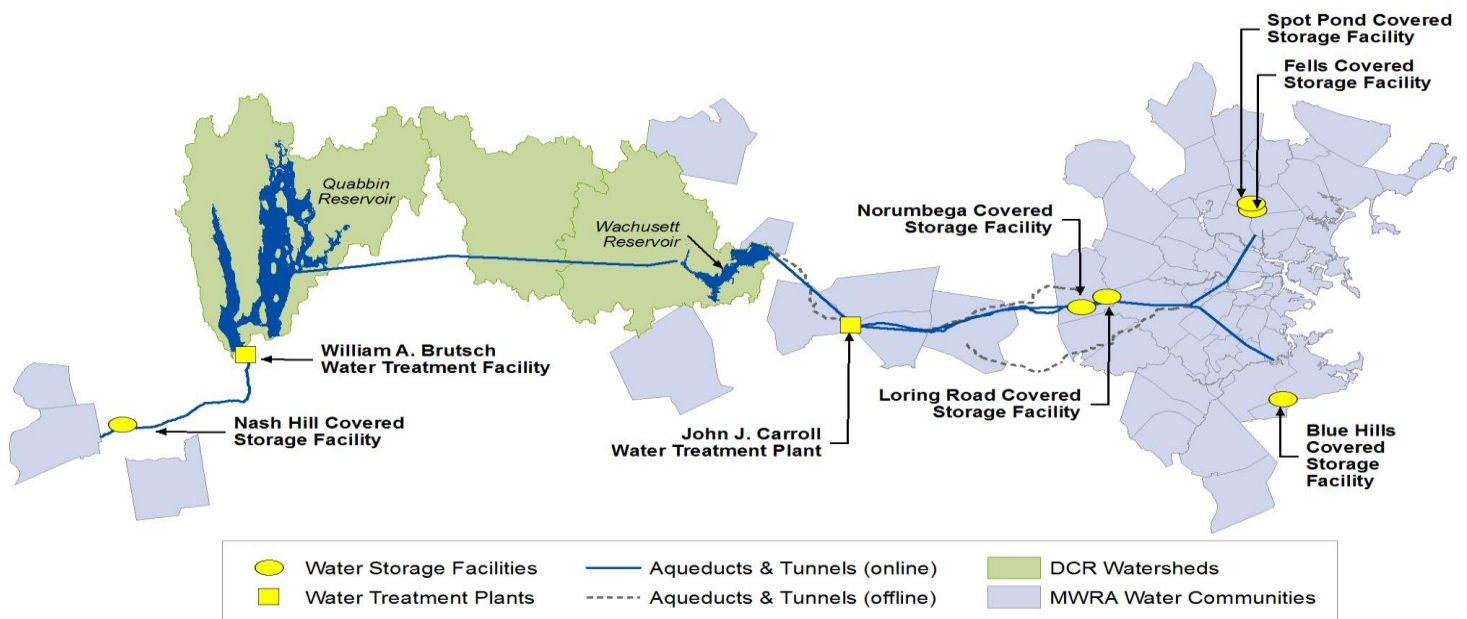 Spot Pond Covered
Storage Facility
Fells Covered
Storage Facility
Quabbin
Reservoir
Wachusett
Reservoir
Norumbega Covered
Storage Facility
William A. Brutsch
Water Treatment Facility
Nash Hill Covered
Storage Facility
John J. Carroll
Water Treatment Plant
Loring Road Covered
Storage Facility
Blue Hills
Covered
Storage
Facility
Water Storage Facilities
Aqueducts & Tunnels (online)
DCR Watersheds
Water Treatment Plants
Aqueducts & Tunnels (offline)
MWRA Water Communities